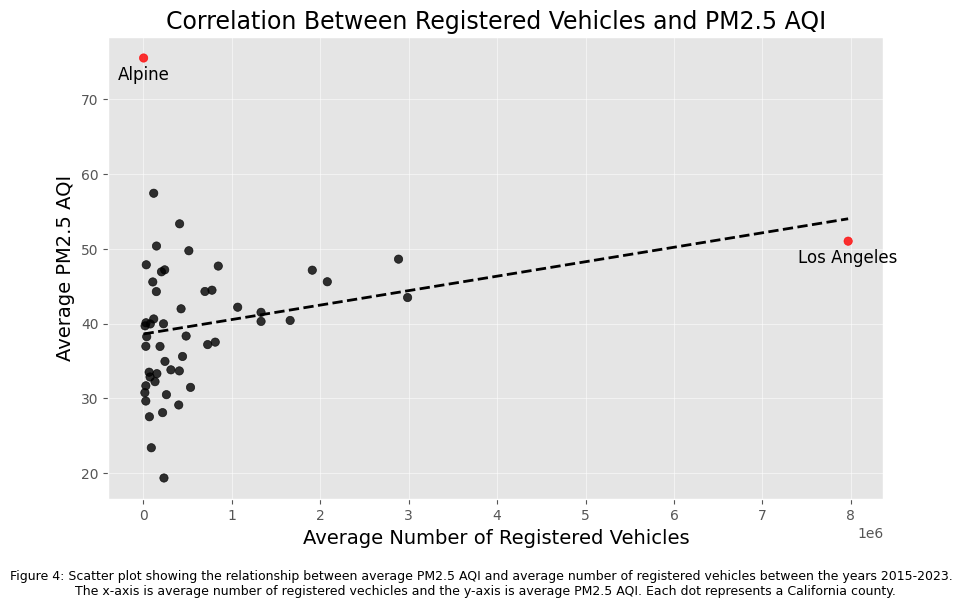 Correlation Between Registered Vehicles and PM2.5 AQI
Alpine
70
60
50
40
30
20
Average PM2.5 AQI
Los Angeles
0 1 2 3 4 5 6 7 8
1e6
Average Number of Registered Vehicles
Figure 4: Scatter plot showing the relationship between average PM2.5 AQI and average number of registered vehicles between the years 2015-2023.
The x-axis is average number of registered vechicles and the y-axis is average PM2.5 AQI. Each dot represents a California county.